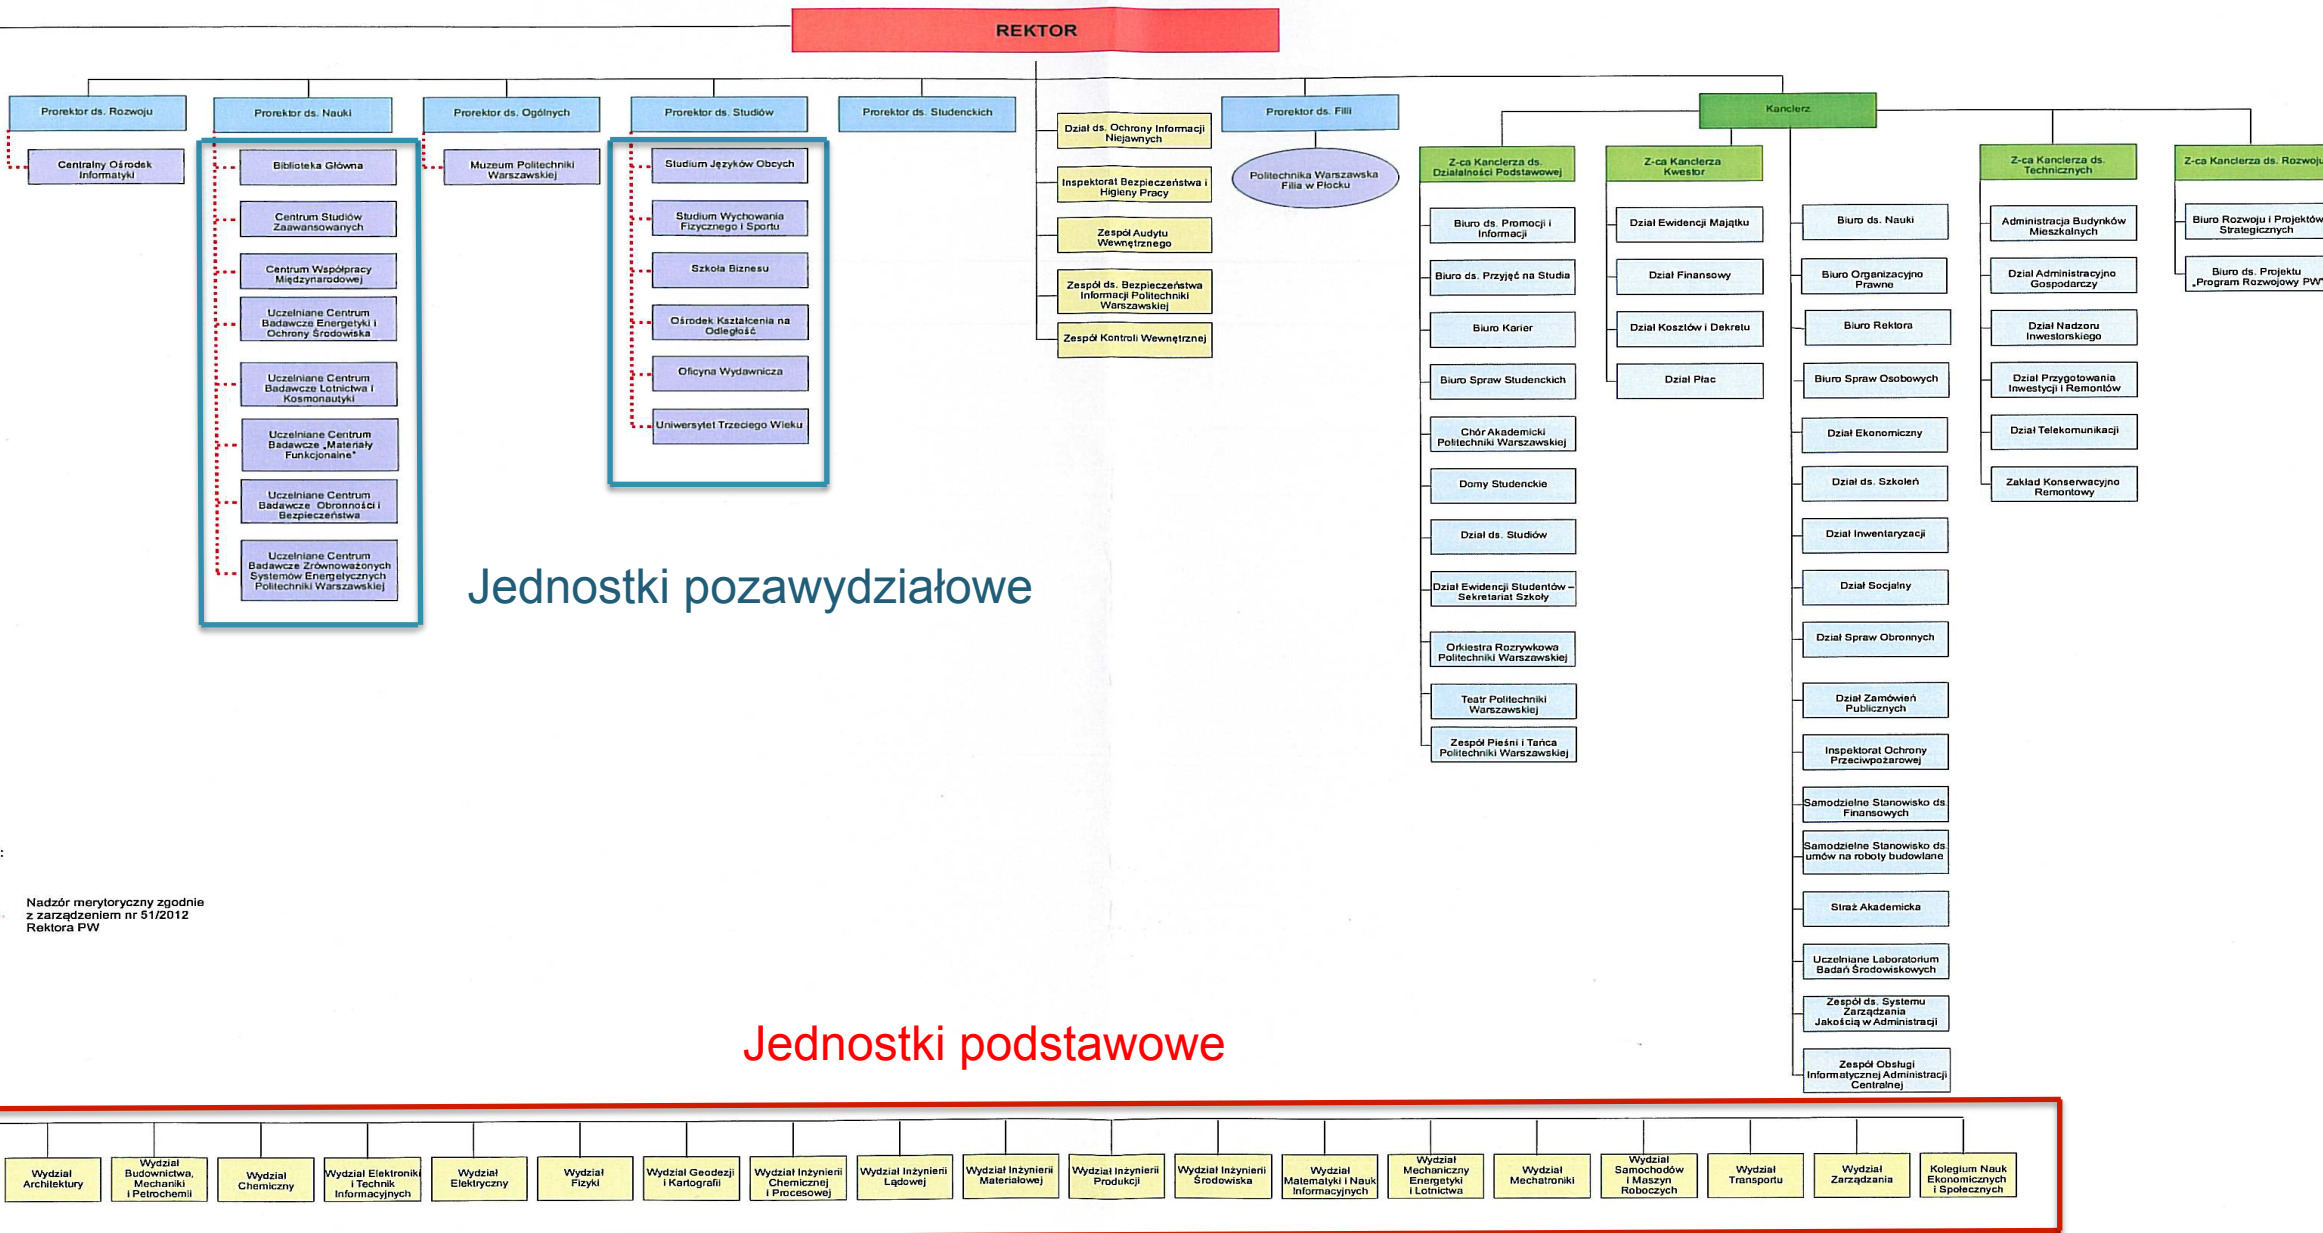 REKTOR
Prorektor ds. Rozwoju
Prorektor ds. Nauki
Prorektor ds. Ogólnych
Prorektor ds. Studiów
Prorektor ds. Studenckich
Prorektor ds. Filii
Kanclerz
Centralny Ośrodek
Informatyki
Biblioteka Główna
Centrum Studiów
Zaawansowanych
Centrum Współpracy
Międzynarodowej
Uczelniane Centrum
Badawcze Energetyki i
Ochrony Środowiska
Uczelniane Centrum
Badawcze Lotnictwa i
Kosmonautyki
Uczelniane Centrum
Badawcze „Materiały
Funkcjonalne"
Uczelniane Centrum
Badawcze Obronności i
Bezpieczeństwa
Uczelniane Centrum
Badawcze Zrównoważonych
Systemów Energetycznych
Politechniki Warszawskiej
Muzeum Politechniki
Warszawskiej
Studium Języków Obcych
Studium Wychowania
Fizycznego i Sportu
Szkoła Biznesu
Ośrodek Kształcenia na
Odległość
Oficyna Wydawnicza
Uniwersytet Trzeciego Wieku
Dział ds. Ochrony Informacji
Niejawnych
Inspektorat Bezpieczeństwa i
Higieny Pracy
Zespół Audytu
Wewnętrznego
Zespół ds. Bezpieczeństwa
Informacji Politechniki
Warszawskiej
Zespół Kontroli Wewnętrznej
Politechnika Warszawska
Filia w Płocku
Z-ca Kanclerza ds.
Działalności Podstawowej
Biuro ds. Promocji i
Informacji
Biuro ds. Przyjęć na Studia
Biuro Karier
Biuro Spraw Studenckich
Chór Akademicki
Politechniki Warszawskiej
Domy Studenckie
Dział ds. Studiów
Dział Ewidencji Studentów –
Sekretariat Szkoły
Orkiestra Rozrywkowa
Politechniki Warszawskiej
Teatr Politechniki
Warszawskiej
Zespół Pieśni i Tańca
Politechniki Warszawskiej
Z-ca Kanclerza
Kwestor
Dział Ewidencji Majątku
Dział Finansowy
Dział Kosztów i Dekretu
Dział Płac
Biuro ds. Nauki
Biuro Organizacyjno
Prawne
Biuro Rektora
Biuro Spraw Osobowych
Dział Ekonomiczny
Dział ds. Szkoleń
Dział Inwentaryzacji
Dział Socjalny
Dział Spraw Obronnych
Dział Zamówień
Publicznych
Inspektorat Ochrony
Przeciwpożarowej
Samodzielne Stanowisko ds.
Finansowych
Samodzielne Stanowisko ds.
umów na roboty budowlane
Straż Akademicka
Uczelniane Laboratorium
Badań Środowiskowych
Zespół ds. Systemu
Zarządzania
Jakością w Administracji
Zespół Obsługi
Informatycznej Administracji
Centralnej
Z-ca Kanclerza ds.
Technicznych
Administracja Budynków
Mieszkalnych
Dział Administracyjno
Gospodarczy
Dział Nadzoru
Inwestorskiego
Dział Przygotowania
Inwestycji i Remontów
Dział Telekomunikacji
Zakład Konserwacyjno
Remontowy
Z-ca Kanclerza ds. Rozwoju
Biuro Rozwoju i Projektów
Strategicznych
Biuro ds. Projektu
„Program Rozwojowy PW"
Jednostki pozawydziałowe
:
Nadzór merytoryczny zgodnie
z zarządzeniem nr 51/2012
Rektora PW
Jednostki podstawowe
Wydział
Architektury
Wydział
Budownictwa,
Mechaniki
i Petrochemii
Wydział
Chemiczny
Wydział Elektroniki
i Technik
Informacyjnych
Wydział
Elektryczny
Wydział
Fizyki
Wydział Geodezji
i Kartografii
Wydział Inżynierii
Chemicznej
i Procesowej
Wydział Inżynierii
Lądowej
Wydział Inżynierii
Materiałowej
Wydział Inżynierii
Produkcji
Wydział Inżynierii
Środowiska
Wydział
Matematyki i Nauk
Informacyjnych
Wydział
Mechaniczny
Energetyki
i Lotnictwa
Wydział
Mechatroniki
Wydział
Samochodów
i Maszyn
Roboczych
Wydział
Transportu
Wydział
Zarządzania
Kolegium Nauk
Ekonomicznych
i Społecznych